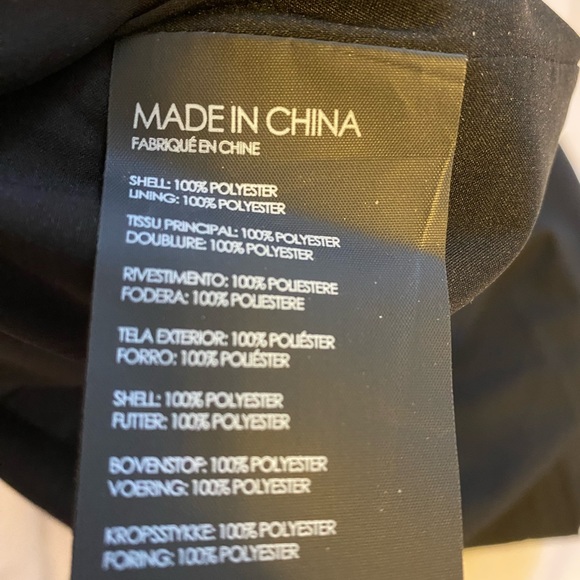 MADE IN CHINA
FABRIQUÉ EN CHINE
SHELL: 100% POLYESTER
LINING: 100% POLYESTER
TISSU PRINCIPAL: 100% POLYESTER
DOUBLURE: 100% POLYESTER
RIVESTIMENTO: 100% POLIESTERE
FODERA: 100% POLIESTERE
TELA EXTERIOR: 100% POLIÉSTER
FORRO: 100% POLIÉSTER
SHELL: 100% POLYESTER
FUTTER: 100% POLYESTER
BOVENSTOF: 100% POLYESTER
VOERING: 100% POLYESTER
KROPSSTYKKE: 100% POLYESTER
FORING: 100% POLYESTER